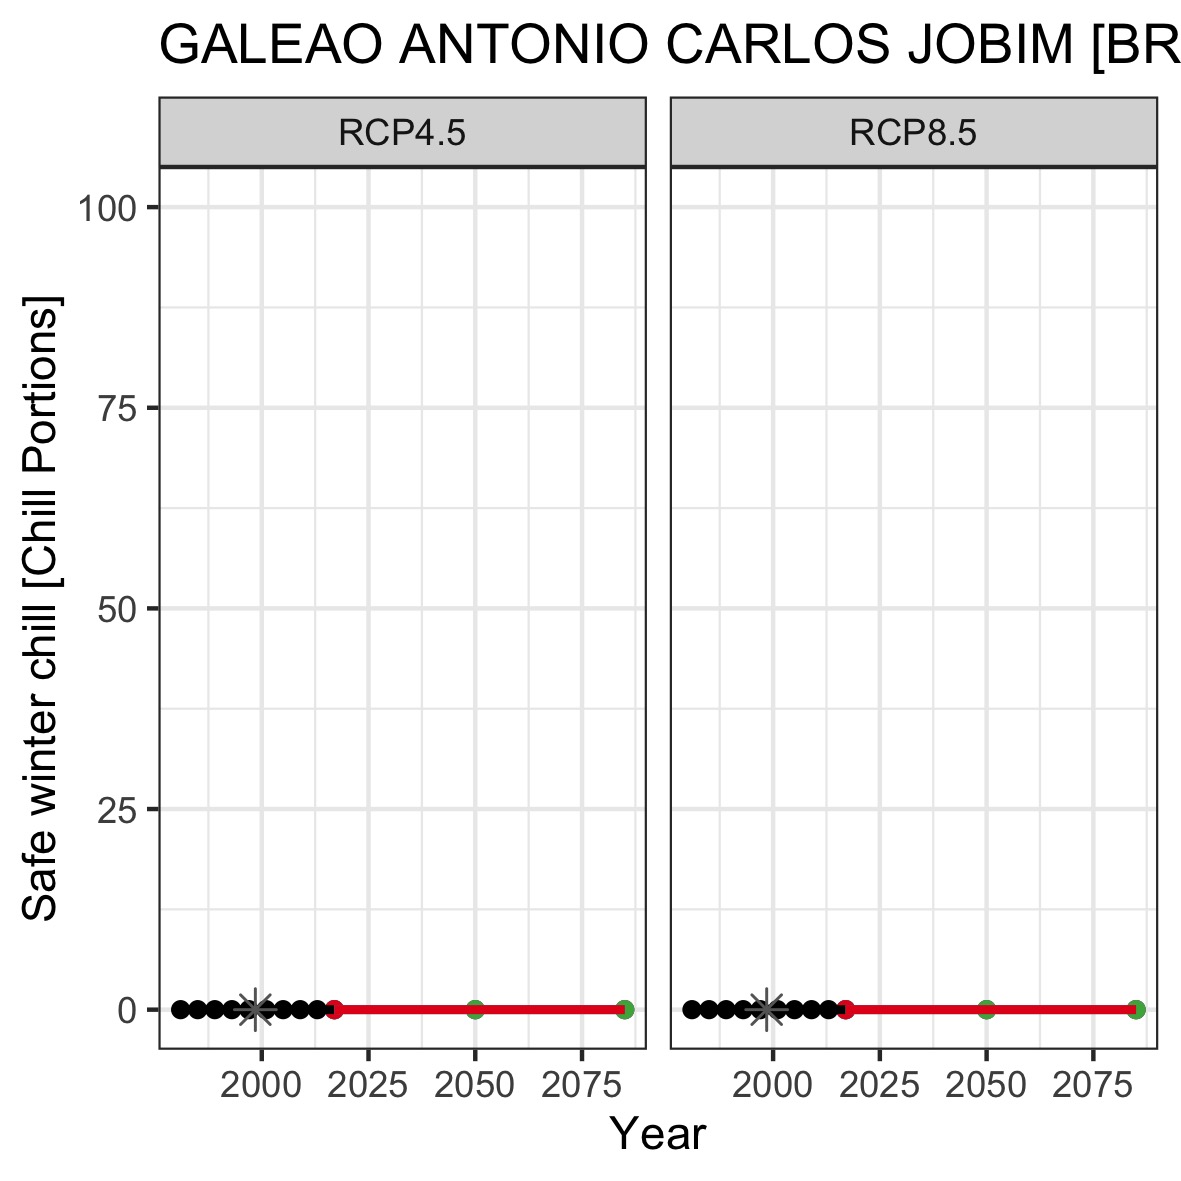 GALEAO ANTONIO CARLOS JOBIM [BR
RCP4.5 RCP8.5
Safe winter chill [Chill Portions]
100
75
50
25
0
2000 2025 2050 2075 2000 2025 2050 2075
Year